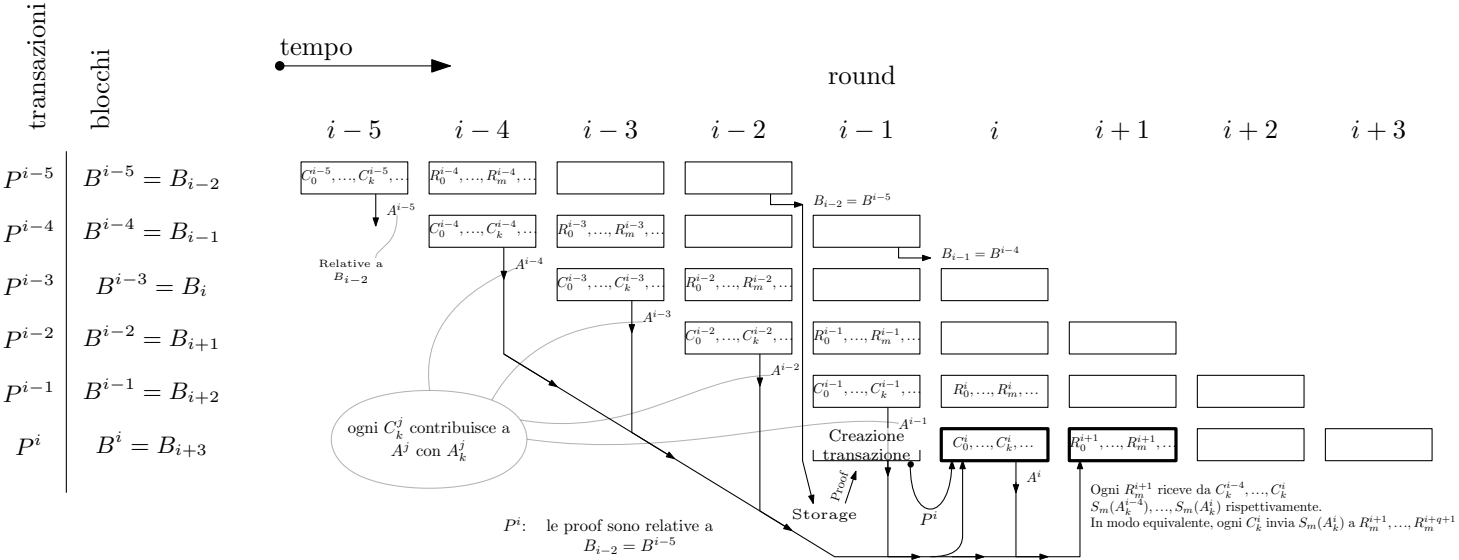 transazioni
blocchi
tempo
round
i − 5 i − 4 i − 3 i − 2 i − 1 i i + 1 i + 2 i + 3
P^{i−5} B^{i−5} = B_{i−2} C_0^{i−5}, ..., C_k^{i−5}, ... R_0^{i−4}, ..., R_m^{i−4}, ...
A^{i−5} B_{i−2} = B^{i−5}
P^{i−4} B^{i−4} = B_{i−1} C_0^{i−4}, ..., C_k^{i−4}, ... R_0^{i−3}, ..., R_m^{i−3}, ...
Relative a
B_{i−2}
A^{i−4} B_{i−1} = B^{i−4}
P^{i−3} B^{i−3} = B_i C_0^{i−3}, ..., C_k^{i−3}, ... R_0^{i−2}, ..., R_m^{i−2}, ...
A^{i−3}
P^{i−2} B^{i−2} = B_{i+1} C_0^{i−2}, ..., C_k^{i−2}, ... R_0^{i−1}, ..., R_m^{i−1}, ...
A^{i−2}
P^{i−1} B^{i−1} = B_{i+2} C_0^{i−1}, ..., C_k^{i−1}, ... R_0^i, ..., R_m^i, ...
A^{i−1}
P^i B^i = B_{i+3} C_0^i, ..., C_k^i, ... R_0^{i+1}, ..., R_m^{i+1}, ...
ogni C_k^j contribuisce a
A^j con A_k^j
Creazione
transazione
Proof
Storage
P^i
A^i
Ogni R_m^{i+1} riceve da C_k^{i−4}, ..., C_k^i
S_m(A_k^{i−4}), ..., S_m(A_k^i) rispettivamente.
In modo equivalente, ogni C_k^i invia S_m(A_k^i) a R_m^{i+1}, ..., R_m^{i+q+1}
P^i: le proof sono relative a
B_{i−2} = B^{i−5}